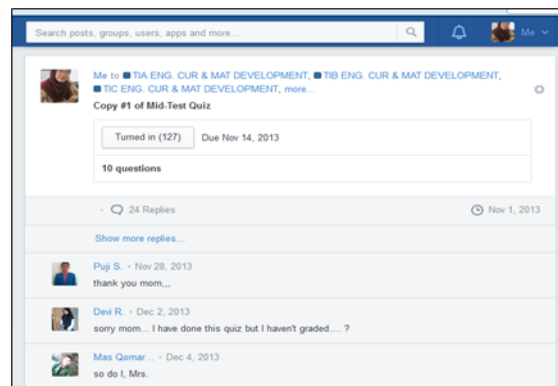 Search posts, groups, users, apps and more...
Me
Me to TIA ENG. CUR & MAT DEVELOPMENT, TIB ENG. CUR & MAT DEVELOPMENT,
TIC ENG. CUR & MAT DEVELOPMENT, more...
Copy #1 of Mid-Test Quiz
Turned in (127) Due Nov 14, 2013
10 questions
24 Replies Nov 1, 2013
Show more replies...
Puji S. • Nov 28, 2013
thank you mom,,,
Devi R. • Dec 2, 2013
sorry mom... I have done this quiz but I haven't graded.... ?
Mas Qomar .. • Dec 4, 2013
so do I, Mrs.